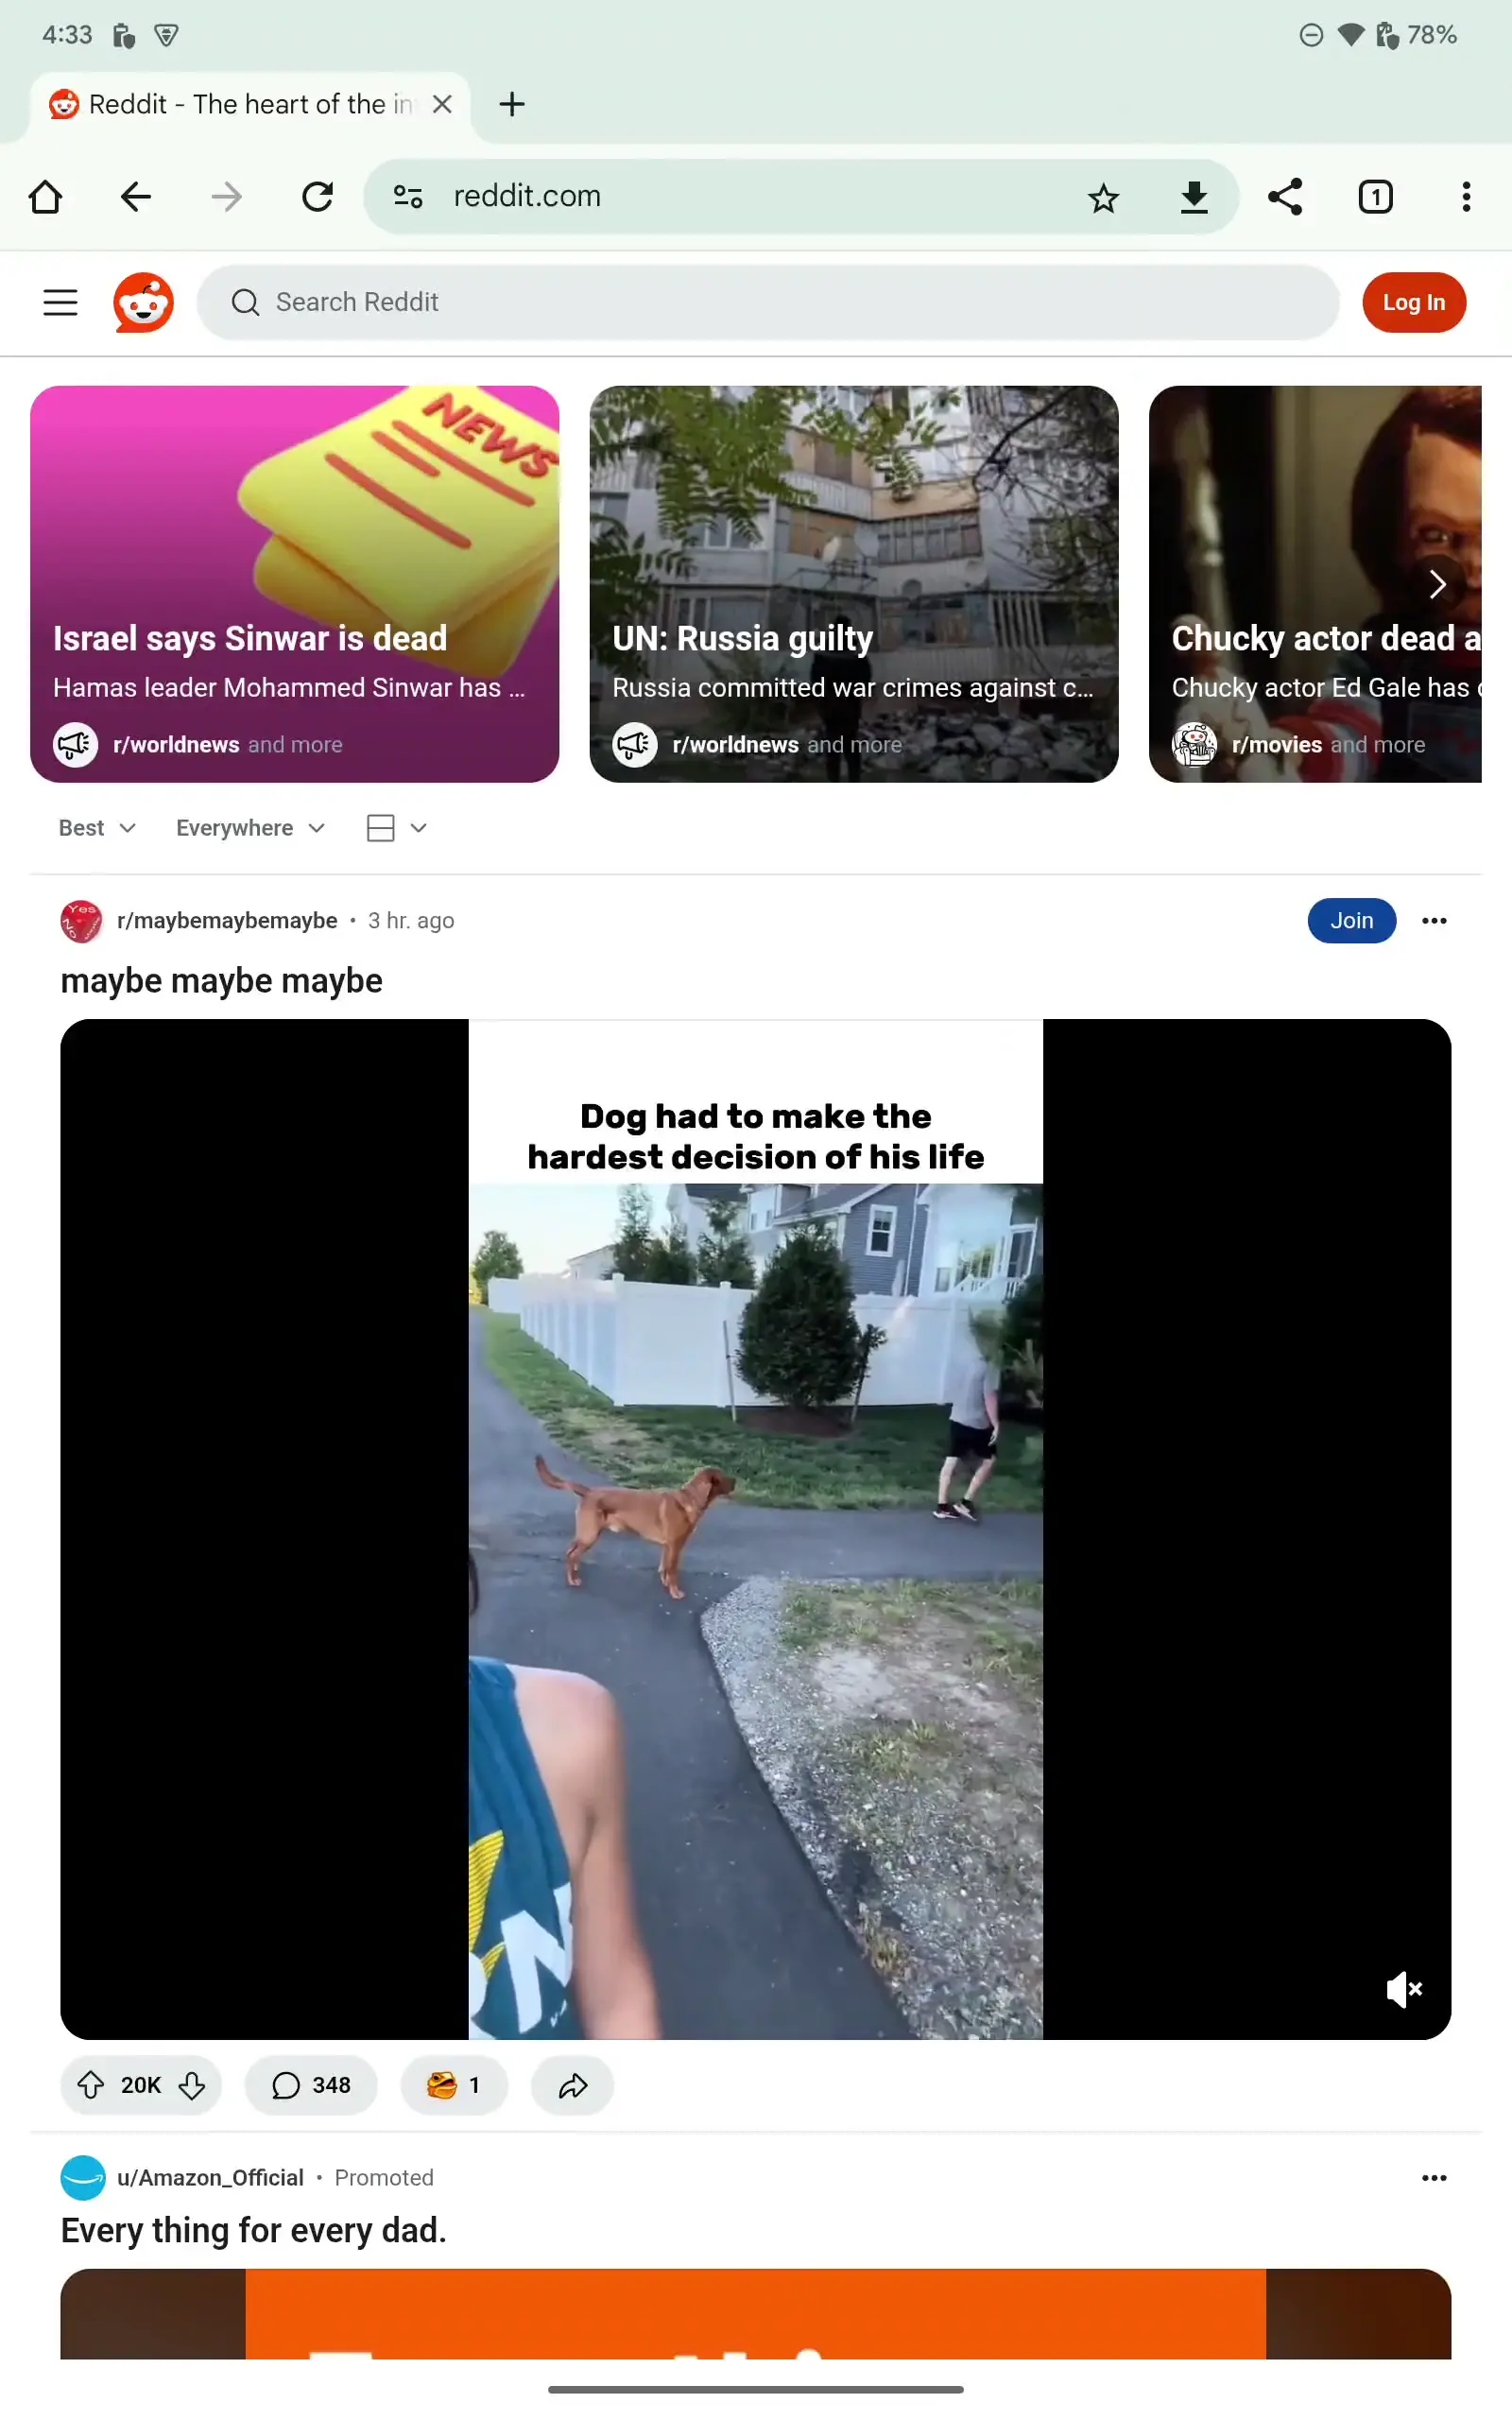 4:33
78%
Reddit - The heart of the in
reddit.com
1
Search Reddit
Log In
NEWS
Israel says Sinwar is dead
Hamas leader Mohammed Sinwar has ...
r/worldnews and more
UN: Russia guilty
Russia committed war crimes against c...
r/worldnews and more
Chucky actor dead a
Chucky actor Ed Gale has
r/movies and more
Best
Everywhere
Yes
NO
r/maybemaybemaybe • 3 hr. ago
Join
maybe maybe maybe
Dog had to make the
hardest decision of his life
N
20K
348
1
u/Amazon_Official • Promoted
Every thing for every dad.